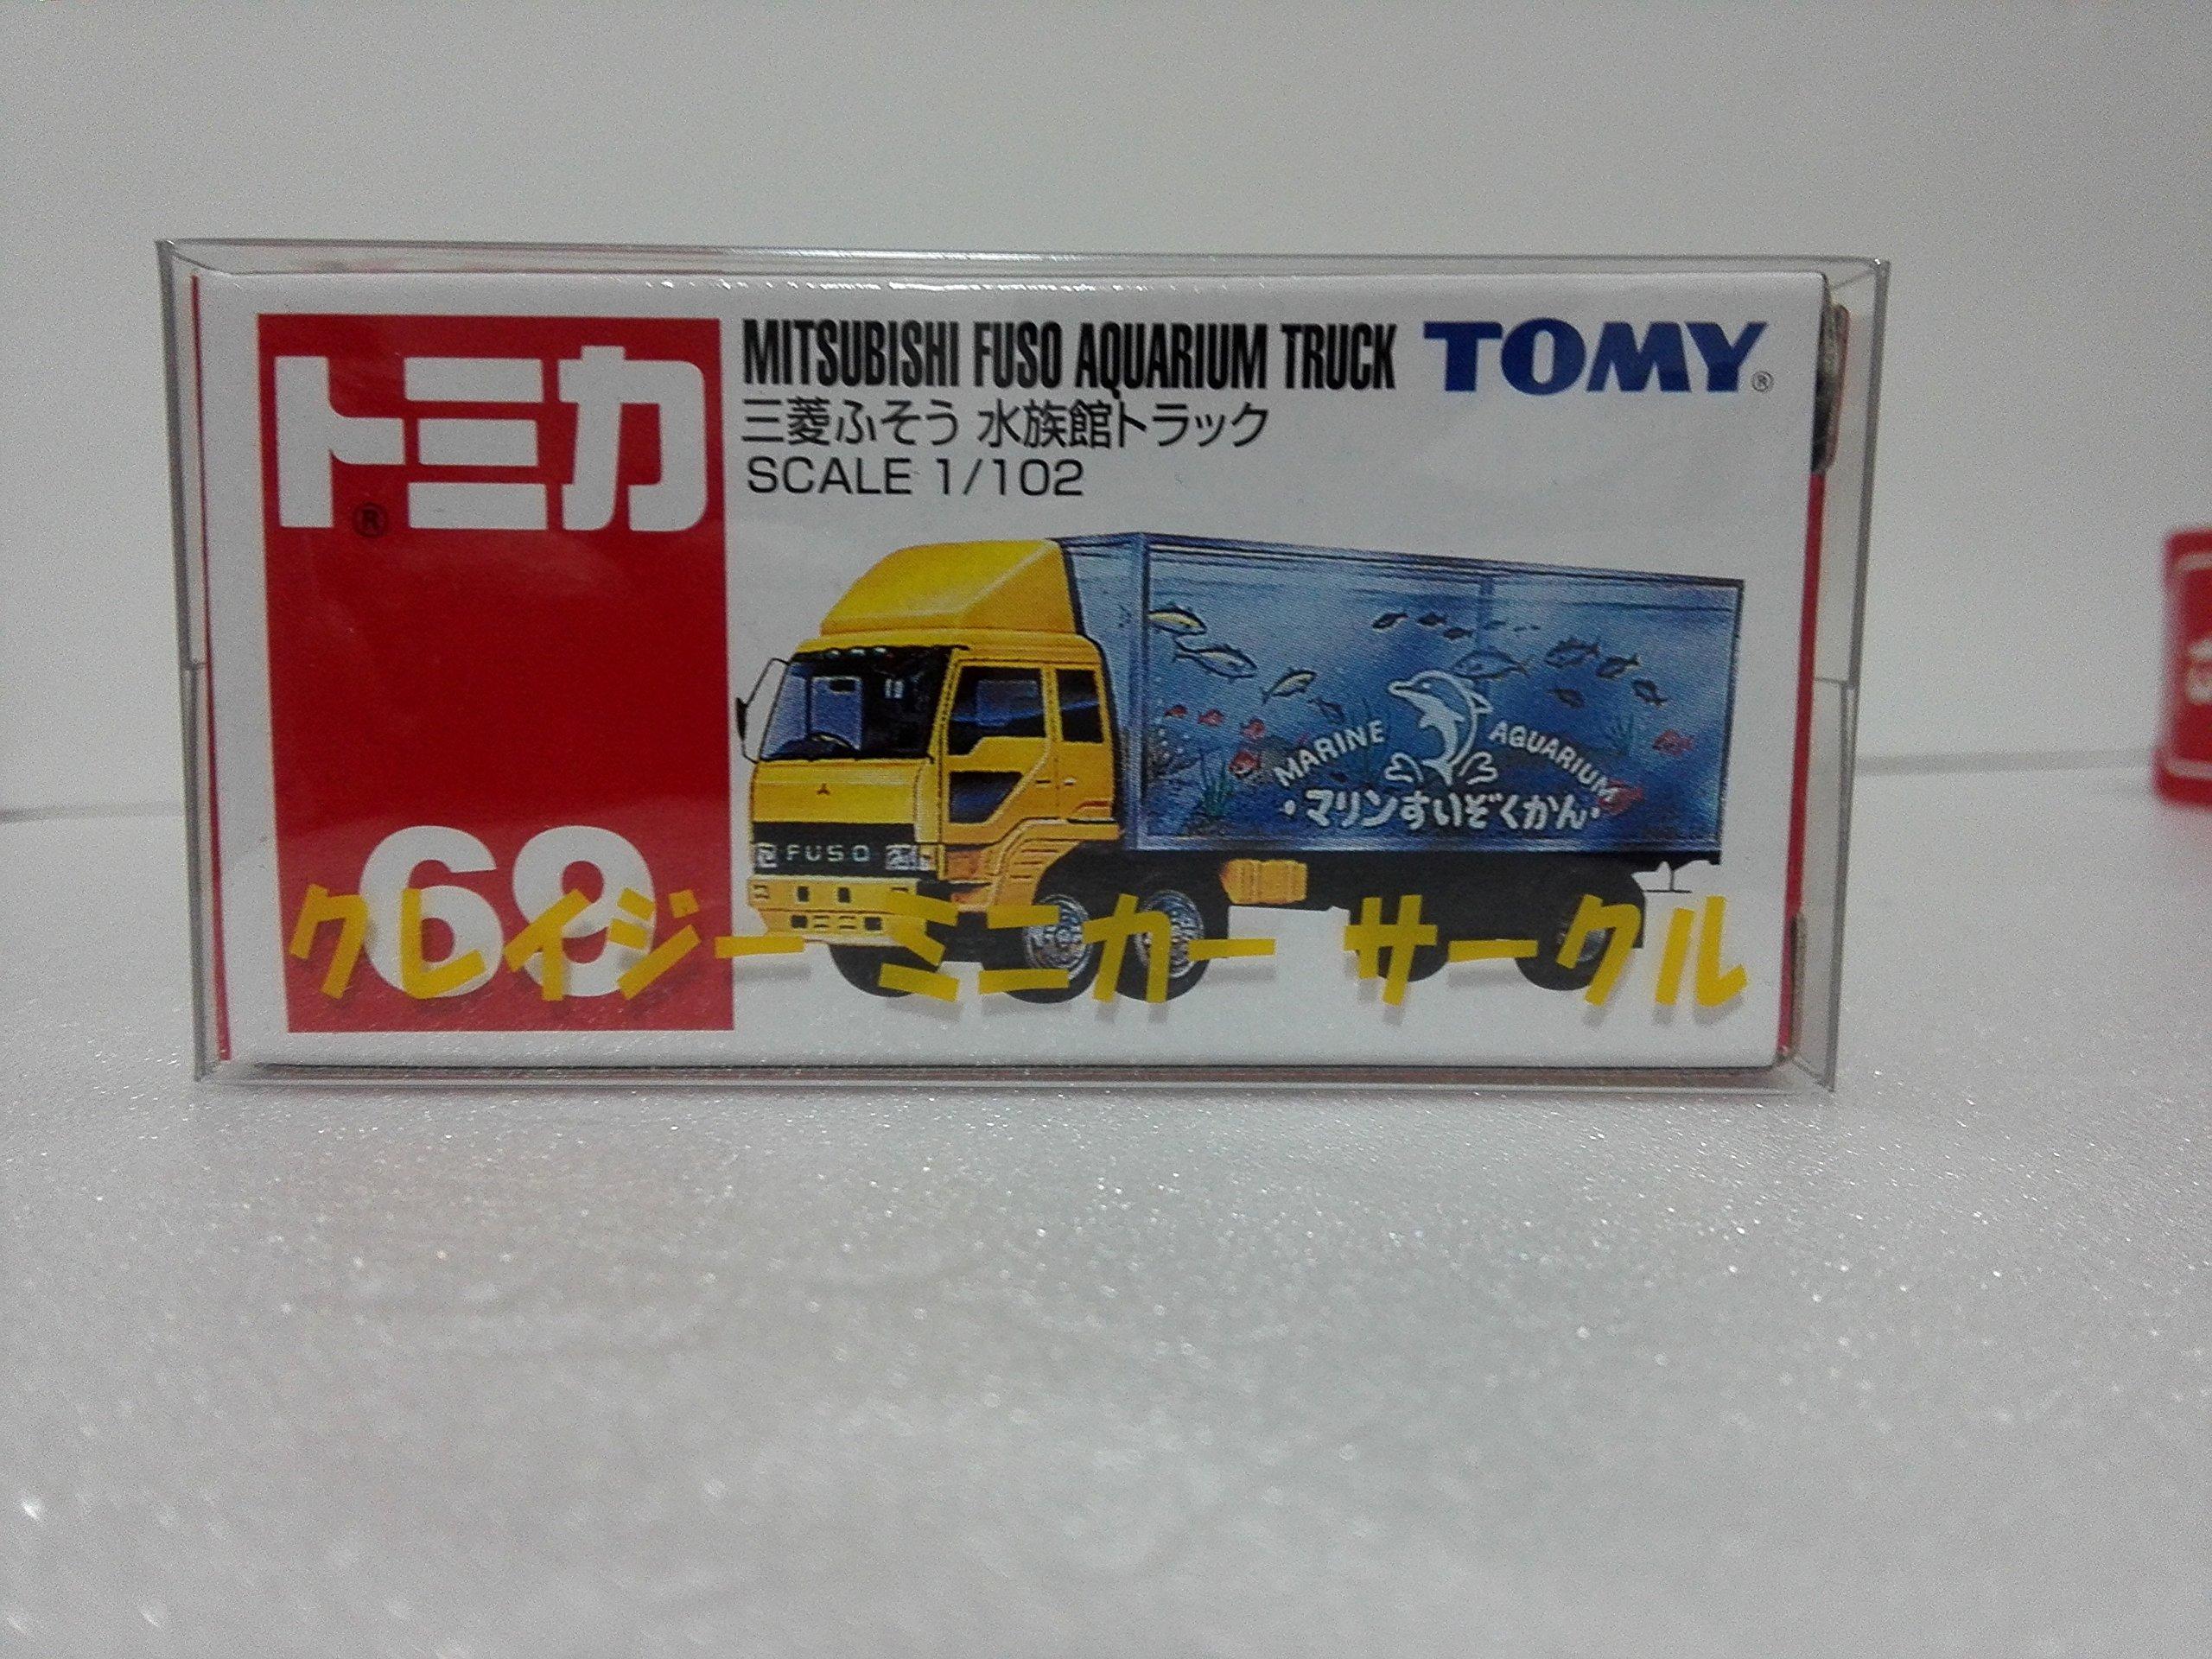 トミカ®
MITSUBISHI FUSO AQUARIUM TRUCK TOMY®
三菱ふそう 水族館トラック
SCALE 1/102
MARINE AQUARIUM
・マリンすいぞくかん・
FUSO
69
クレイジー ミニカー サークル